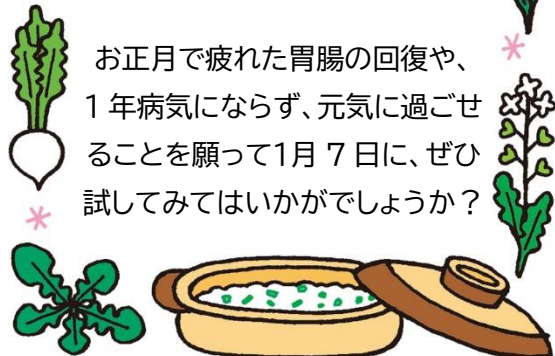 お正月で疲れた胃腸の回復や、
1年病気にならず、元気に過ごせ
ることを願って1月7日に、ぜひ
試してみてはいかがでしょうか？